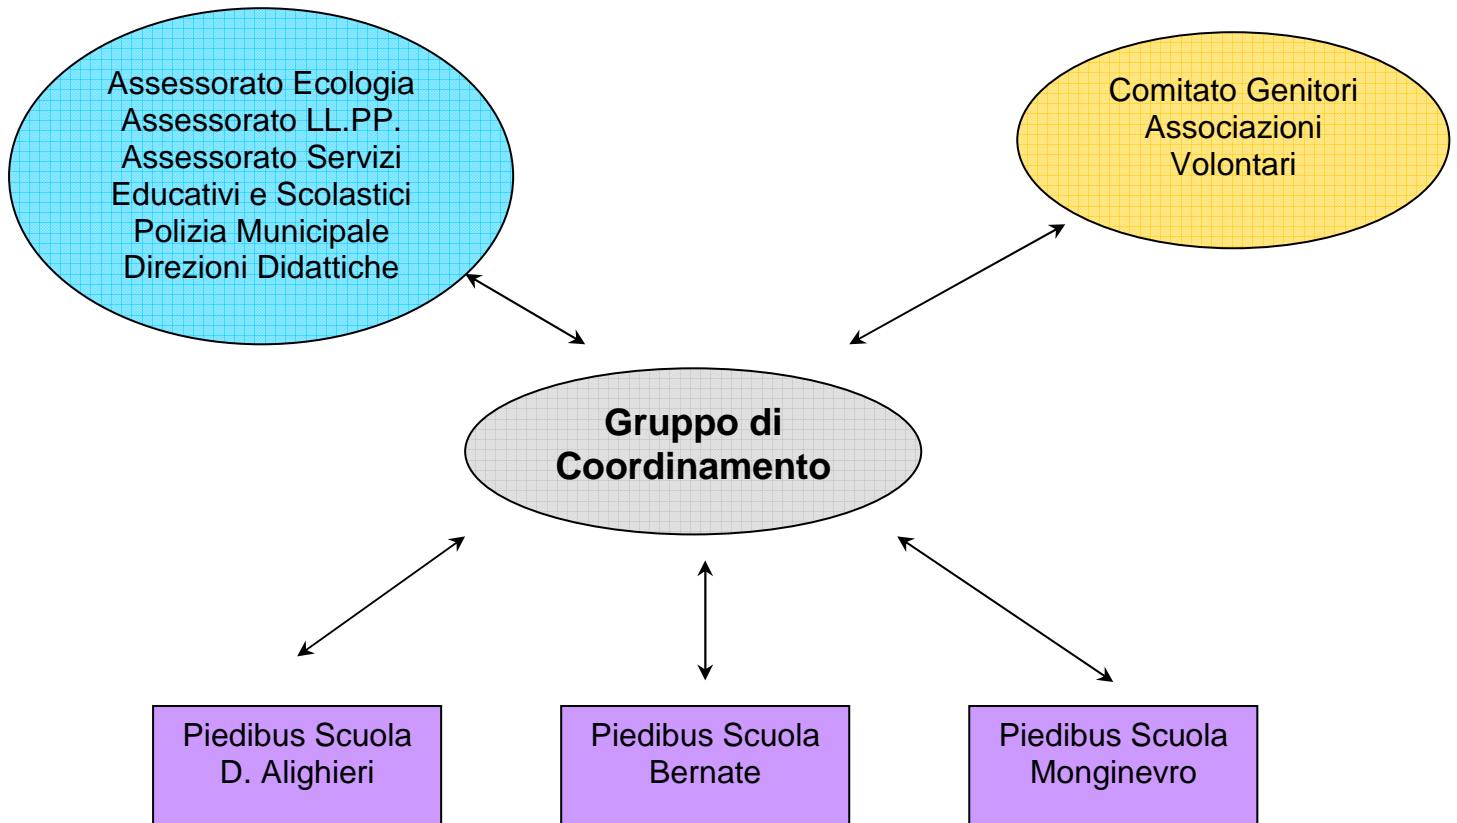 Assessorato Ecologia
Assessorato LL.PP.
Assessorato Servizi
Educativi e Scolastici
Polizia Municipale
Direzioni Didattiche
Comitato Genitori
Associazioni
Volontari
Gruppo di
Coordinamento
Piedibus Scuola
D. Alighieri
Piedibus Scuola
Bernate
Piedibus Scuola
Monginevro